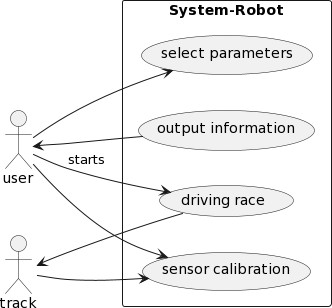 System-Robot
select parameters
output information
user
starts
driving race
sensor calibration
track